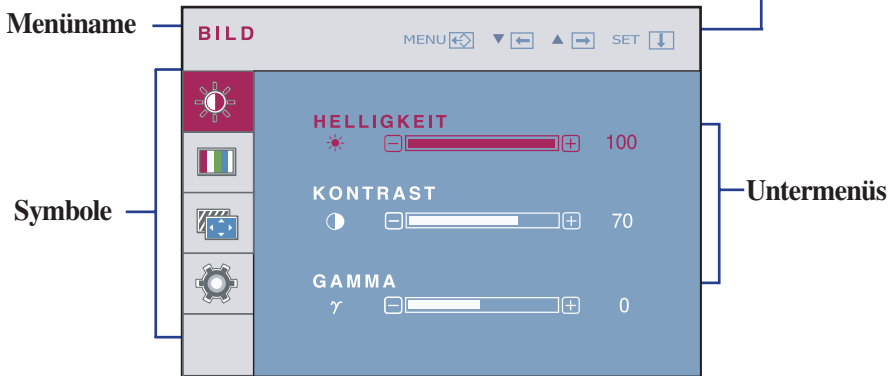 Menüname
BILD
MENU ▼ ▲ SET
HELLIGKEIT
100
KONTRAST
70
GAMMA
γ 0
Symbole
Untermenüs